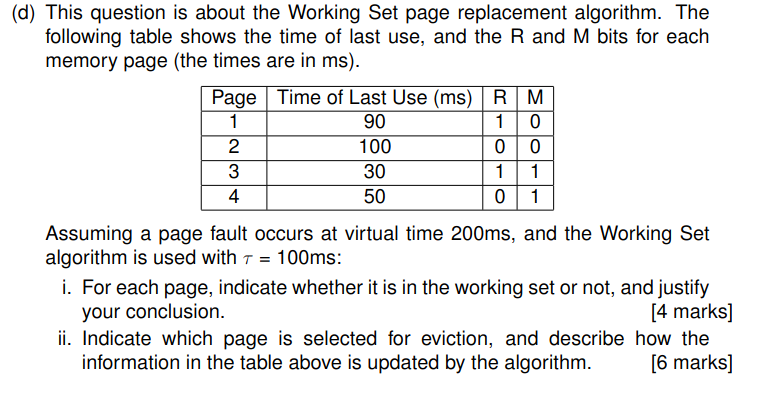 (d) This question is about the Working Set page replacement algorithm. The
following table shows the time of last use, and the R and M bits for each
memory page (the times are in ms).
Page Time of Last Use (ms) R M
1 90 1 0
2 100 0 0
3 30 1 1
4 50 0 1
Assuming a page fault occurs at virtual time 200ms, and the Working Set
algorithm is used with τ = 100ms:
i. For each page, indicate whether it is in the working set or not, and justify
your conclusion. [4 marks]
ii. Indicate which page is selected for eviction, and describe how the
information in the table above is updated by the algorithm. [6 marks]